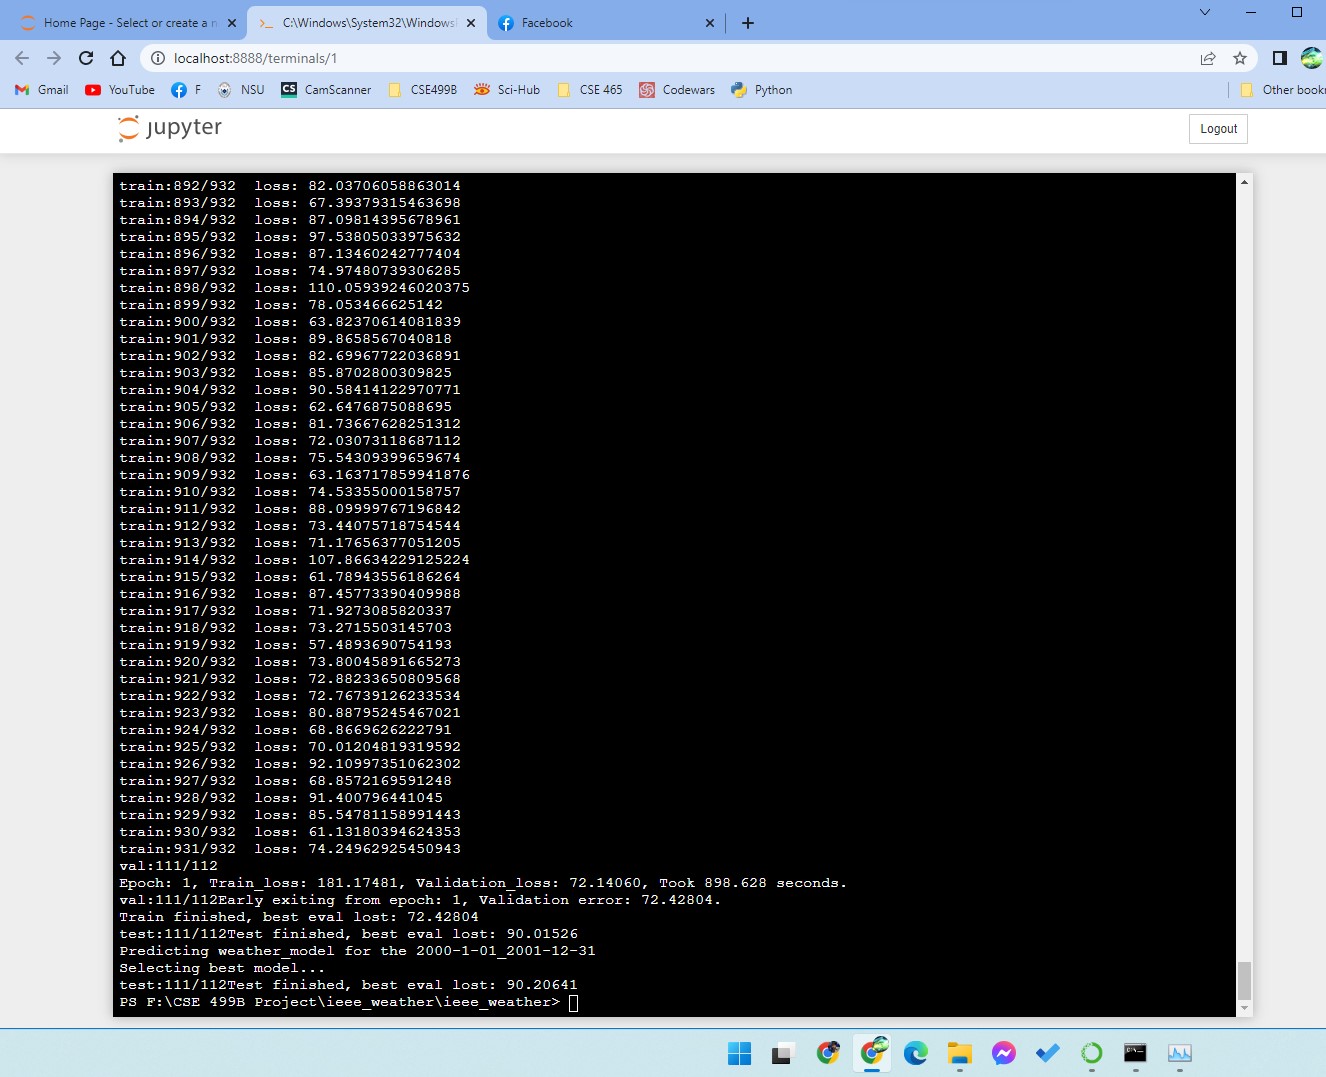 Home Page - Select or create a n
C:\Windows\System32\Windows
Facebook
localhost:8888/terminals/1
Gmail
YouTube
F
NSU
CS CamScanner
CSE499B
Sci-Hub
CSE 465
Codewars
Python
Other bookr
jupyter
Logout
train:892/932  loss: 82.03706058863014
train:893/932  loss: 67.39379315463698
train:894/932  loss: 87.09814395678961
train:895/932  loss: 97.53805033975632
train:896/932  loss: 87.13460242777404
train:897/932  loss: 74.97480739306285
train:898/932  loss: 110.05939246020375
train:899/932  loss: 78.053466625142
train:900/932  loss: 63.82370614081839
train:901/932  loss: 89.8658567040818
train:902/932  loss: 82.69967722036891
train:903/932  loss: 85.8702800309825
train:904/932  loss: 90.58414122970771
train:905/932  loss: 62.6476875088695
train:906/932  loss: 81.73667628251312
train:907/932  loss: 72.03073118687112
train:908/932  loss: 75.54309399659674
train:909/932  loss: 63.163717859941876
train:910/932  loss: 74.53355000158757
train:911/932  loss: 88.09999767196842
train:912/932  loss: 73.44075718754544
train:913/932  loss: 71.17656377051205
train:914/932  loss: 107.86634229125224
train:915/932  loss: 61.78943556186264
train:916/932  loss: 87.45773390409988
train:917/932  loss: 71.9273085820337
train:918/932  loss: 73.2715503145703
train:919/932  loss: 57.4893690754193
train:920/932  loss: 73.80045891665273
train:921/932  loss: 72.88233650809568
train:922/932  loss: 72.76739126233534
train:923/932  loss: 80.88795245467021
train:924/932  loss: 68.8669626222791
train:925/932  loss: 70.01204819319592
train:926/932  loss: 92.10997351062302
train:927/932  loss: 68.8572169591248
train:928/932  loss: 91.400796441045
train:929/932  loss: 85.54781158991443
train:930/932  loss: 61.13180394624353
train:931/932  loss: 74.24962925450943
val:111/112
Epoch: 1, Train_loss: 181.17481, Validation_loss: 72.14060, Took 898.628 seconds.
val:111/112Early exiting from epoch: 1, Validation error: 72.42804.
Train finished, best eval lost: 72.42804
test:111/112Test finished, best eval lost: 90.01526
Predicting weather_model for the 2000-1-01_2001-12-31
Selecting best model...
test:111/112Test finished, best eval lost: 90.20641
PS F:\CSE 499B Project\ieee_weather\ieee_weather>